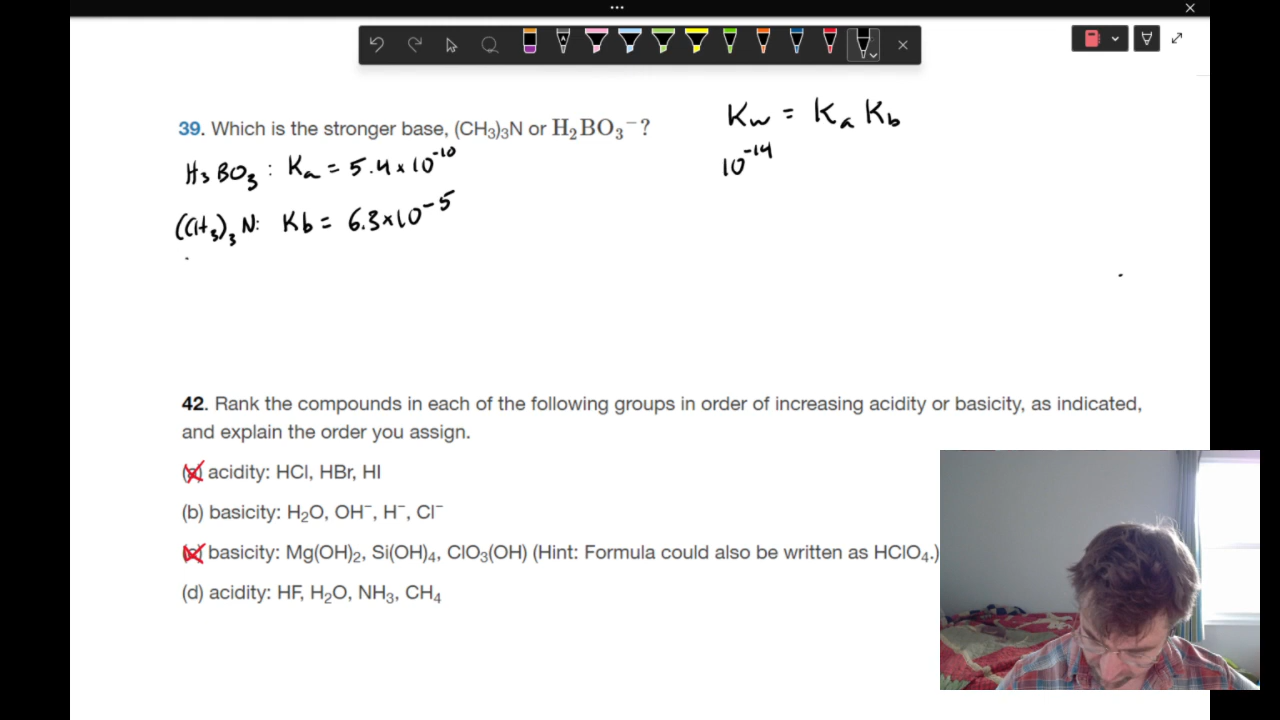 39. Which is the stronger base, (CH₃)₃N or H₂BO₃⁻ ?
Kw = Ka Kb
10⁻¹⁴
H₃BO₃ : Ka = 5.4 × 10⁻¹⁰
(CH₃)₃ N: Kb = 6.3 × 10⁻⁵
42. Rank the compounds in each of the following groups in order of increasing acidity or basicity, as indicated,
and explain the order you assign.
(a) acidity: HCl, HBr, HI
(b) basicity: H₂O, OH⁻, H⁻, Cl⁻
(c) basicity: Mg(OH)₂, Si(OH)₄, ClO₃(OH) (Hint: Formula could also be written as HClO₄.)
(d) acidity: HF, H₂O, NH₃, CH₄